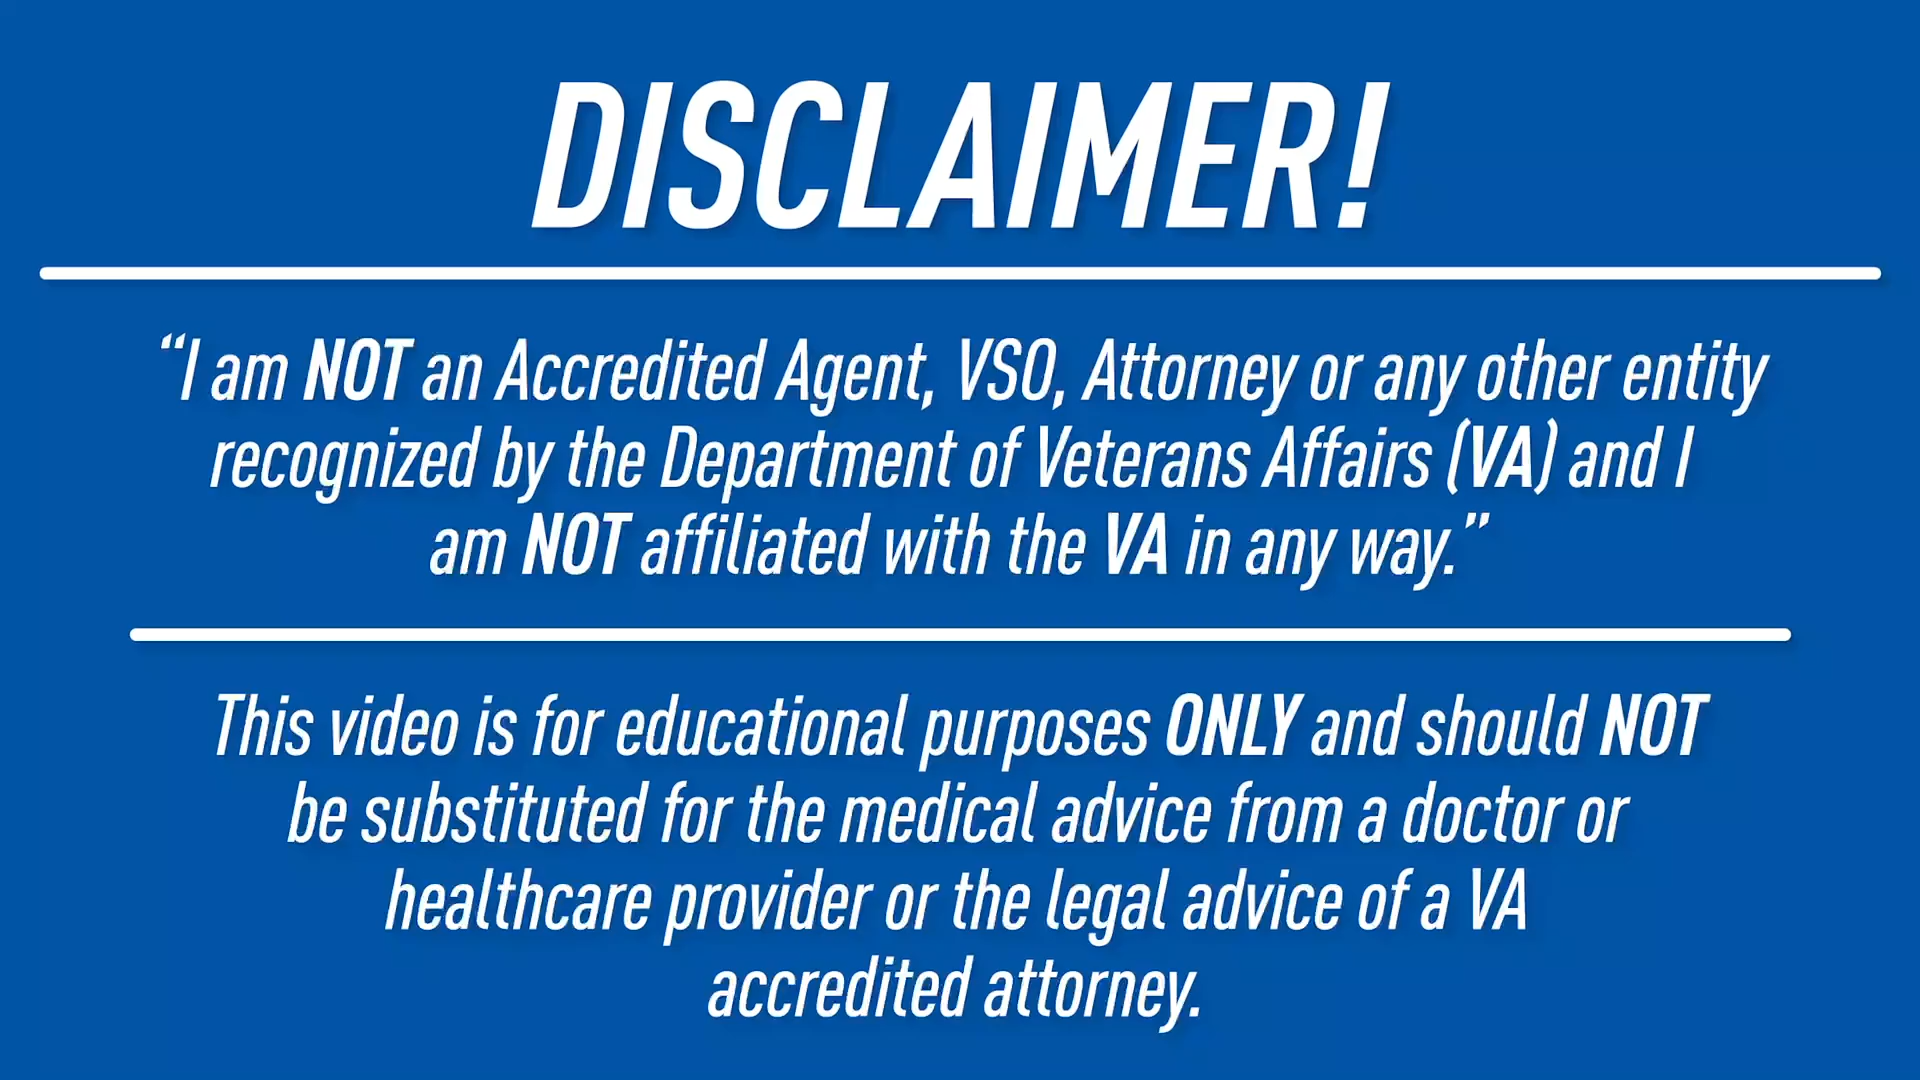 DISCLAIMER!
“I am NOT an Accredited Agent, VSO, Attorney or any other entity
recognized by the Department of Veterans Affairs (VA) and I
am NOT affiliated with the VA in any way.”
This video is for educational purposes ONLY and should NOT
be substituted for the medical advice from a doctor or
healthcare provider or the legal advice of a VA
accredited attorney.